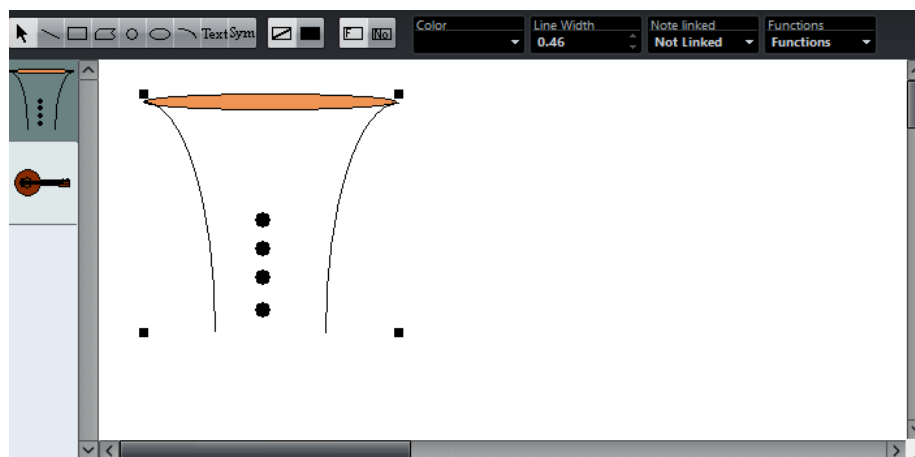 Text Sym F No
Color Line Width Note linked Functions
0.46 Not Linked Functions